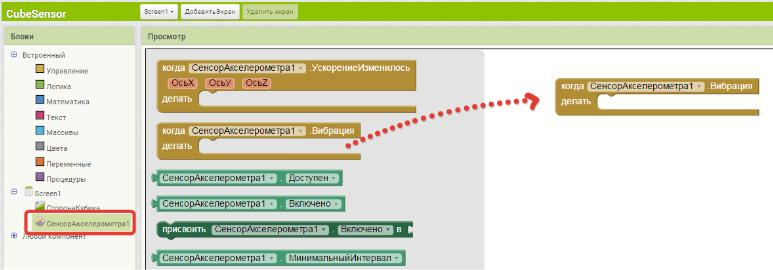 CubeSensor
Screen1 ДобавитьЭкран Удалить экран
Блоки
Просмотр
Встроенный
Управление
Логика
Математика
Текст
Массивы
Цвета
Переменные
Процедуры
Screen1
СторонаКубика
СенсорАкселерометра1
Любой компонент
когда СенсорАкселерометра1 .УскорениеИзменилось
ОсьX ОсьY ОсьZ
делать
когда СенсорАкселерометра1 .Вибрация
делать
СенсорАкселерометра1 . Доступен
СенсорАкселерометра1 . Включено
присвоить СенсорАкселерометра1 . Включено в
СенсорАкселерометра1 . МинимальныйИнтервал
когда СенсорАкселерометра1 .Вибрация
делать